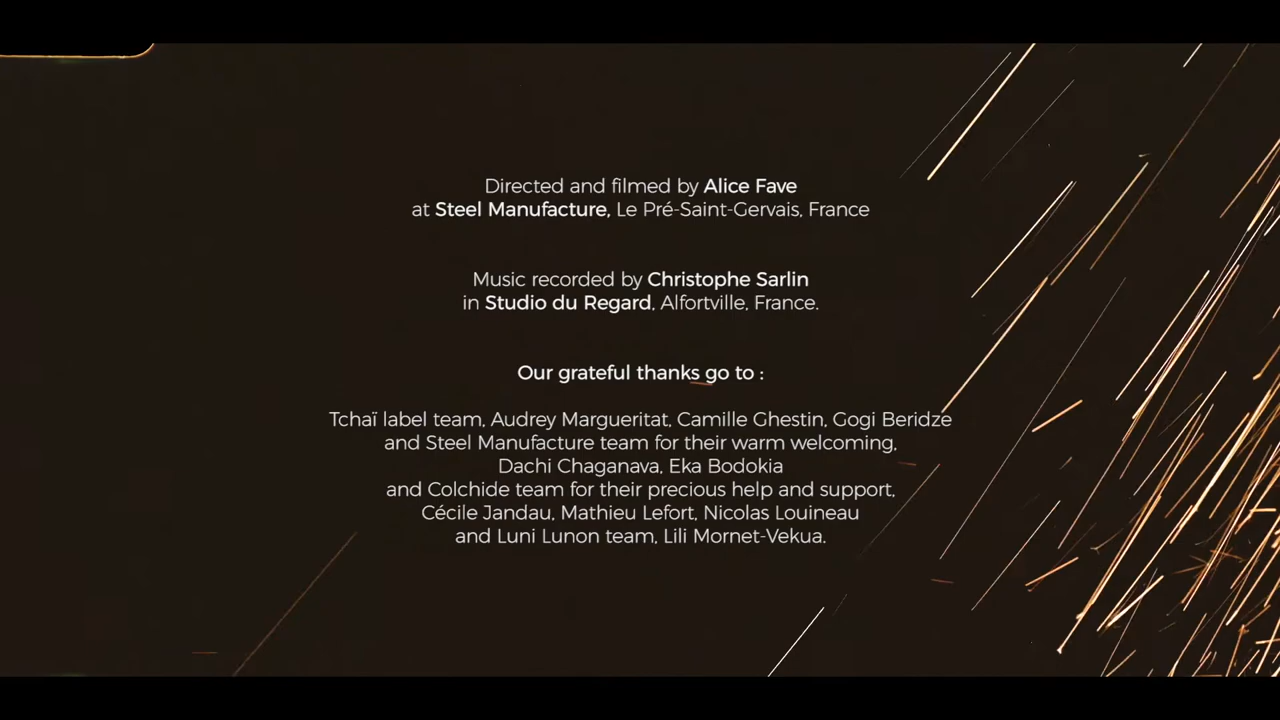 Directed and filmed by Alice Fave
at Steel Manufacture, Le Pré-Saint-Gervais, France
Music recorded by Christophe Sarlin
in Studio du Regard, Alfortville, France.
Our grateful thanks go to :
Tchaï label team, Audrey Margueritat, Camille Ghestin, Gogi Beridze
and Steel Manufacture team for their warm welcoming,
Dachi Chaganava, Eka Bodokia
and Colchide team for their precious help and support,
Cécile Jandau, Mathieu Lefort, Nicolas Louineau
and Luni Lunon team, Lili Mornet-Vekua.